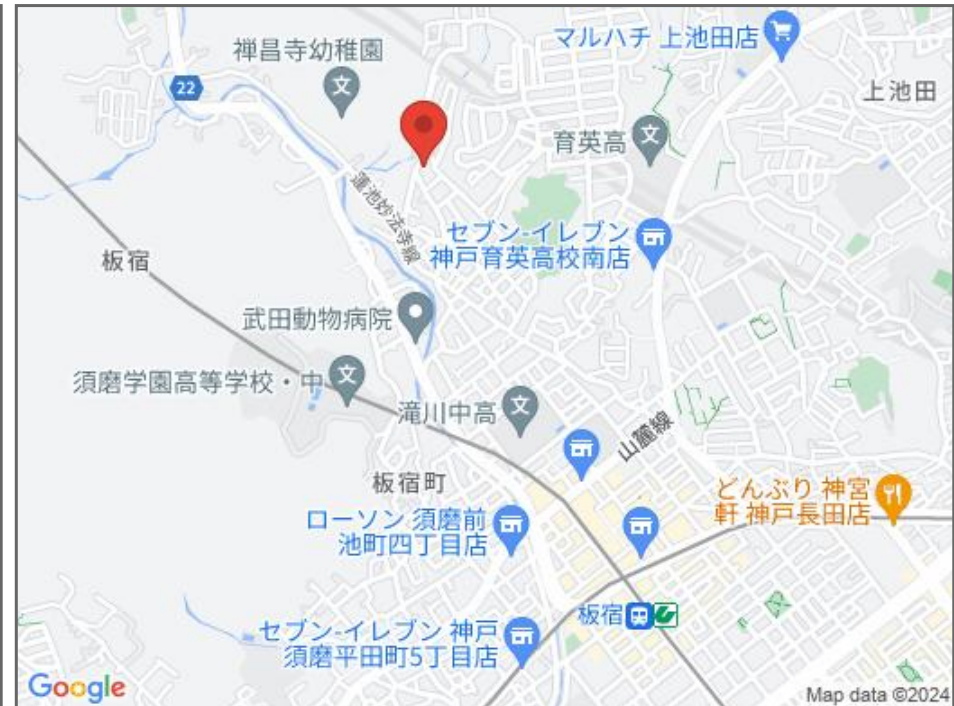 マルハチ 上池田店
禅昌寺幼稚園
22
上池田
育英高
蓮池妙法寺線
セブン-イレブン
神戸育英高校南店
板宿
武田動物病院
須磨学園高等学校・中
滝川中高
山麓線
板宿町
どんぶり 神宮
軒 神戸長田店
ローソン 須磨前
池町四丁目店
板宿
セブン-イレブン 神戸
須磨平田町5丁目店
Google
Map data ©2024